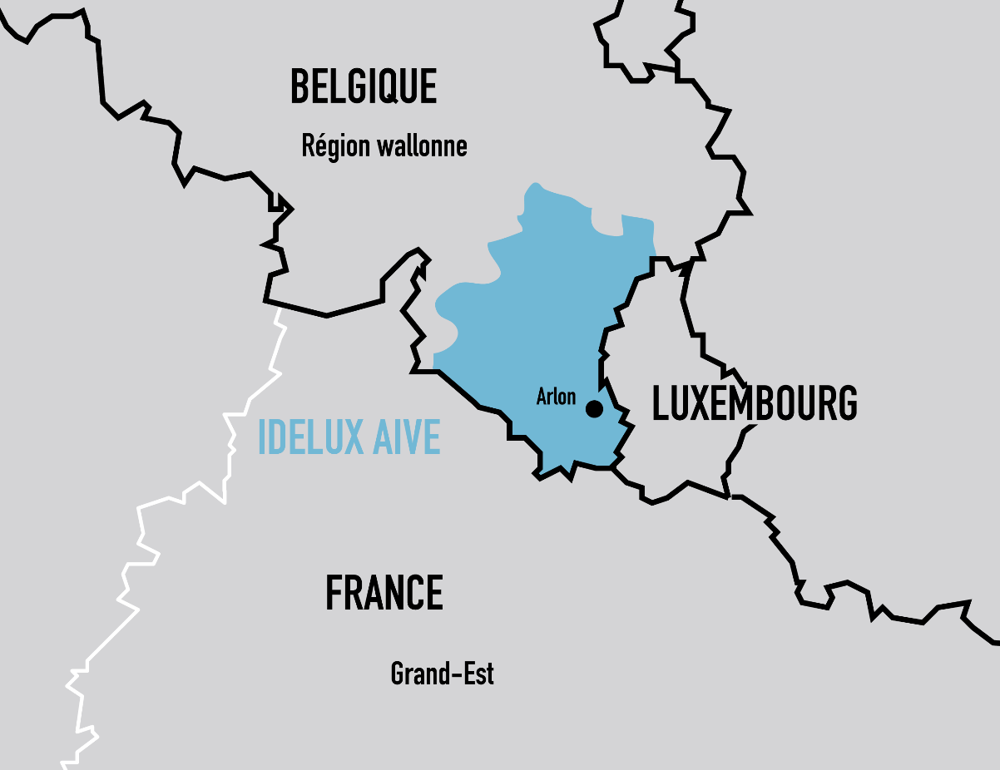 BELGIQUE
Région wallonne
Arlon
LUXEMBOURG
IDELUX AIVE
FRANCE
Grand-Est